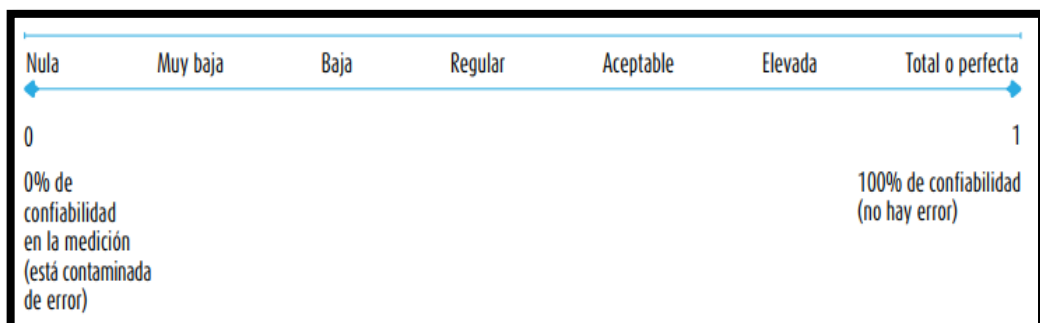 Nula Muy baja Baja Regular Aceptable Elevada Total o perfecta
0 1
0% de
confiabilidad
en la medición
(está contaminada
de error)
100% de confiabilidad
(no hay error)